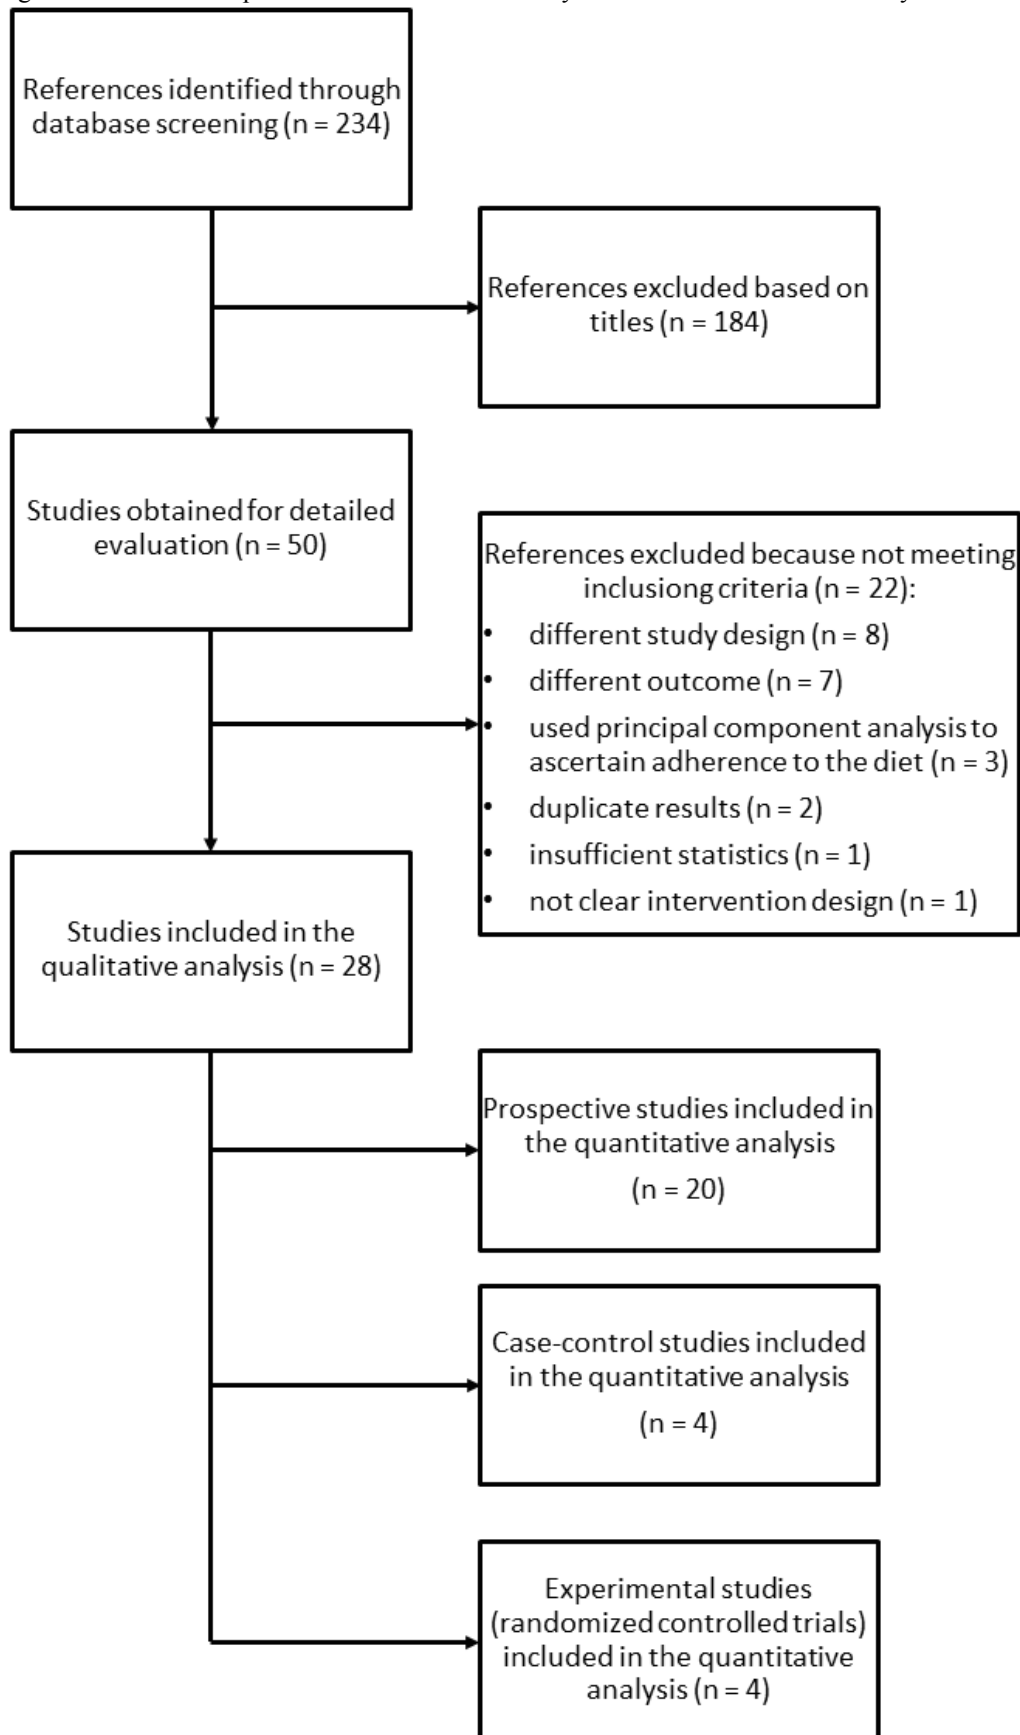 References identified through
database screening (n = 234)
References excluded based on
titles (n = 184)
Studies obtained for detailed
evaluation (n = 50)
References excluded because not meeting
inclusiong criteria (n = 22):
• different study design (n = 8)
• different outcome (n = 7)
• used principal component analysis to
ascertain adherence to the diet (n = 3)
• duplicate results (n = 2)
• insufficient statistics (n = 1)
• not clear intervention design (n = 1)
Studies included in the
qualitative analysis (n = 28)
Prospective studies included in
the quantitative analysis
(n = 20)
Case-control studies included
in the quantitative analysis
(n = 4)
Experimental studies
(randomized controlled trials)
included in the quantitative
analysis (n = 4)